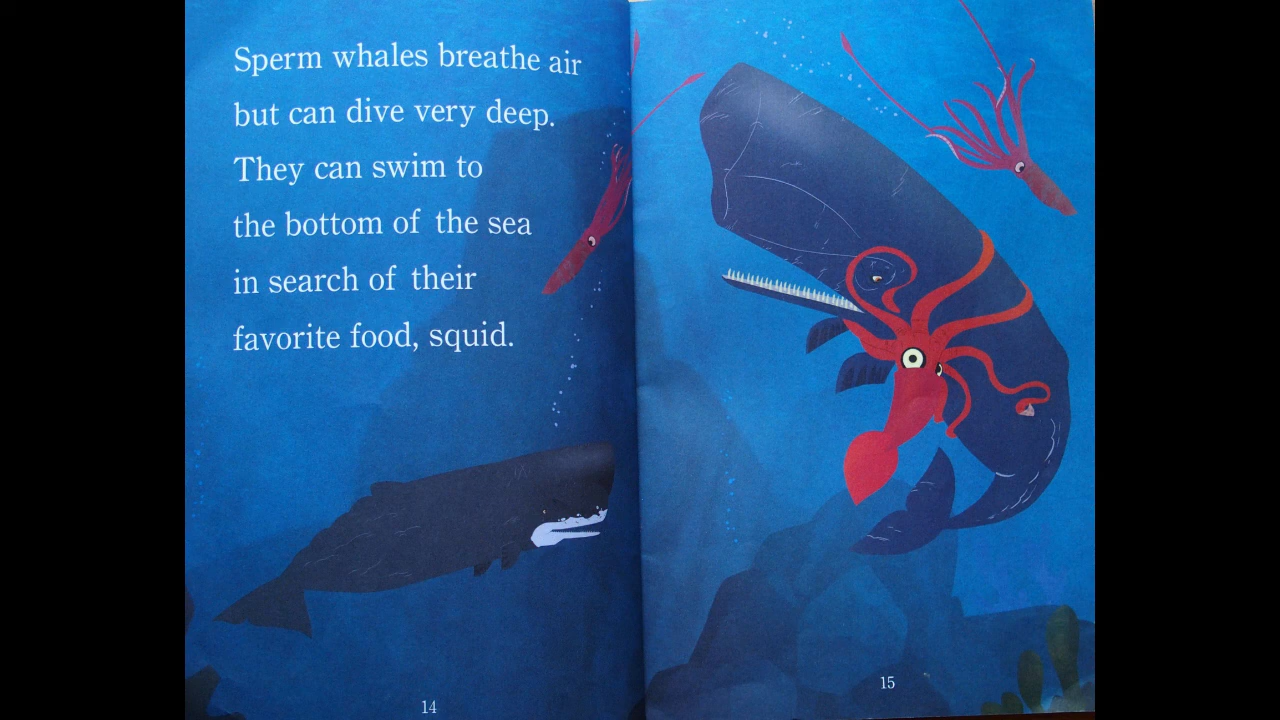 Sperm whales breathe air
but can dive very deep.
They can swim to
the bottom of the sea
in search of their
favorite food, squid.
14
15